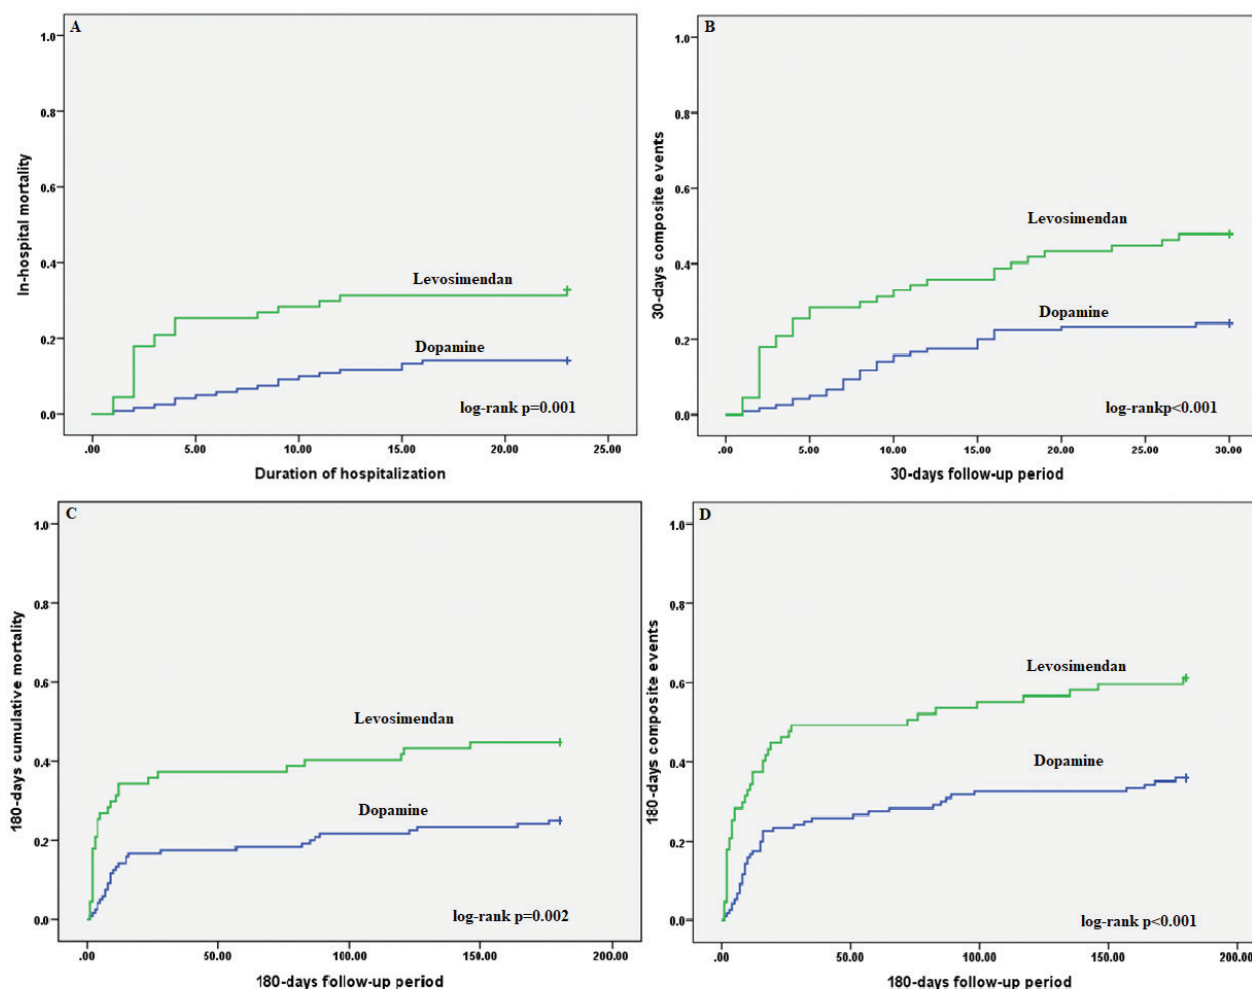 A
1.0
0.8
0.6
0.4
0.2
0.0
In-hospital mortality
Levosimendan
Dopamine
log-rank p=0.001
.00 5.00 10.00 15.00 20.00 25.00
Duration of hospitalization
B
1.0
0.8
0.6
0.4
0.2
0.0
30-days composite events
Levosimendan
Dopamine
log-rankp<0.001
.00 5.00 10.00 15.00 20.00 25.00 30.00
30-days follow-up period
C
1.0
0.8
0.6
0.4
0.2
0.0
180-days cumulative mortality
Levosimendan
Dopamine
log-rank p=0.002
.00 50.00 100.00 150.00 200.00
180-days follow-up period
D
1.0
0.8
0.6
0.4
0.2
0.0
180-days composite events
Levosimendan
Dopamine
log-rank p<0.001
.00 50.00 100.00 150.00 200.00
180-days follow-up period